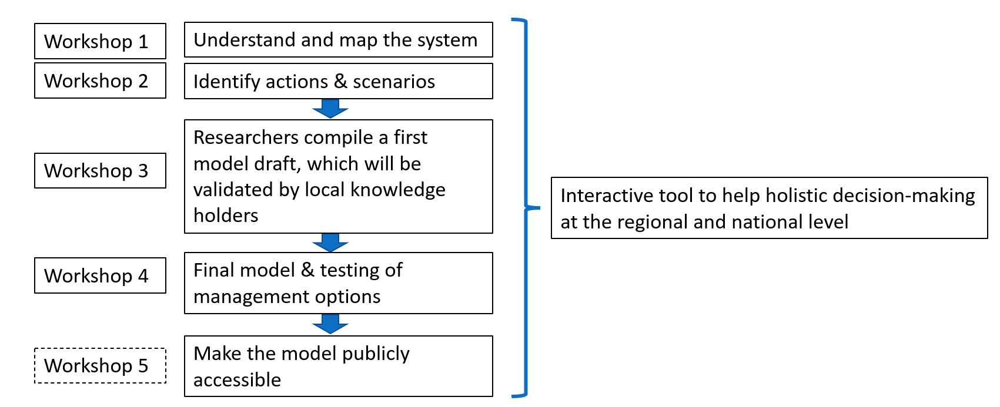 Workshop 1
Understand and map the system
Workshop 2
Identify actions & scenarios
Workshop 3
Researchers compile a first
model draft, which will be
validated by local knowledge
holders
Workshop 4
Final model & testing of
management options
Workshop 5
Make the model publicly
accessible
Interactive tool to help holistic decision-making
at the regional and national level